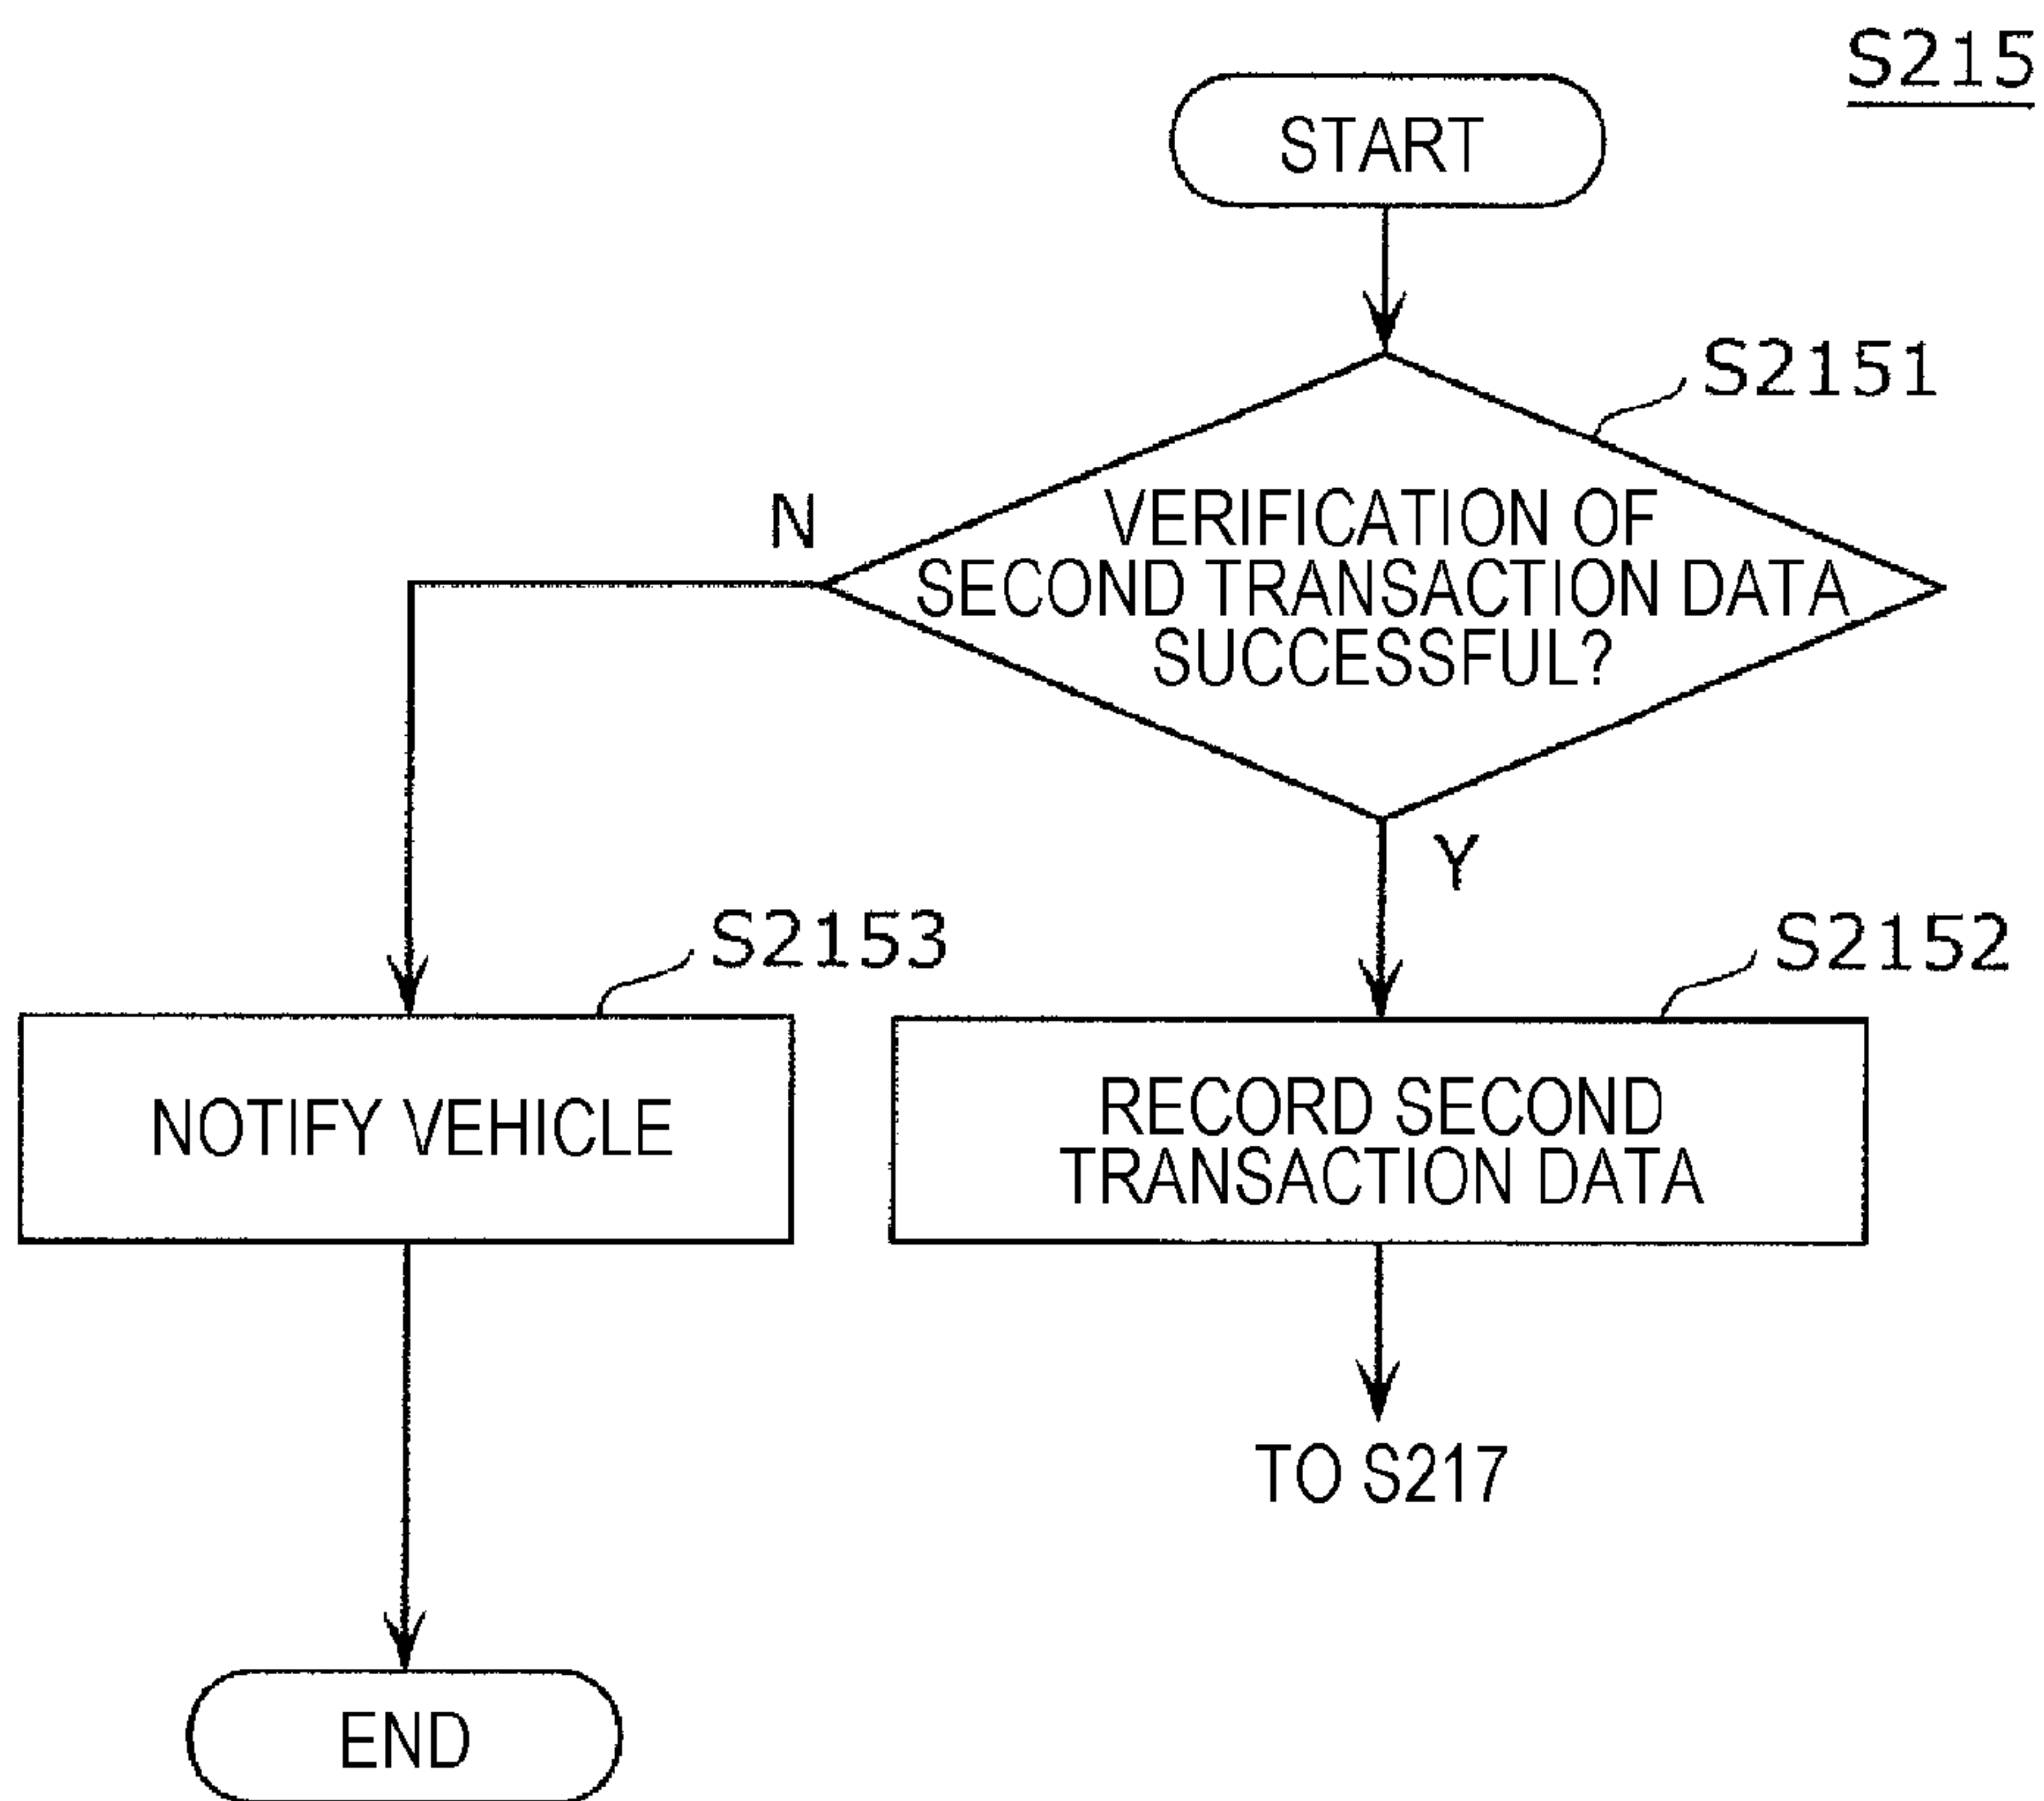 S215
START
S2151
N
VERIFICATION OF
SECOND TRANSACTION DATA
SUCCESSFUL?
Y
S2153
S2152
NOTIFY VEHICLE
RECORD SECOND
TRANSACTION DATA
TO S217
END